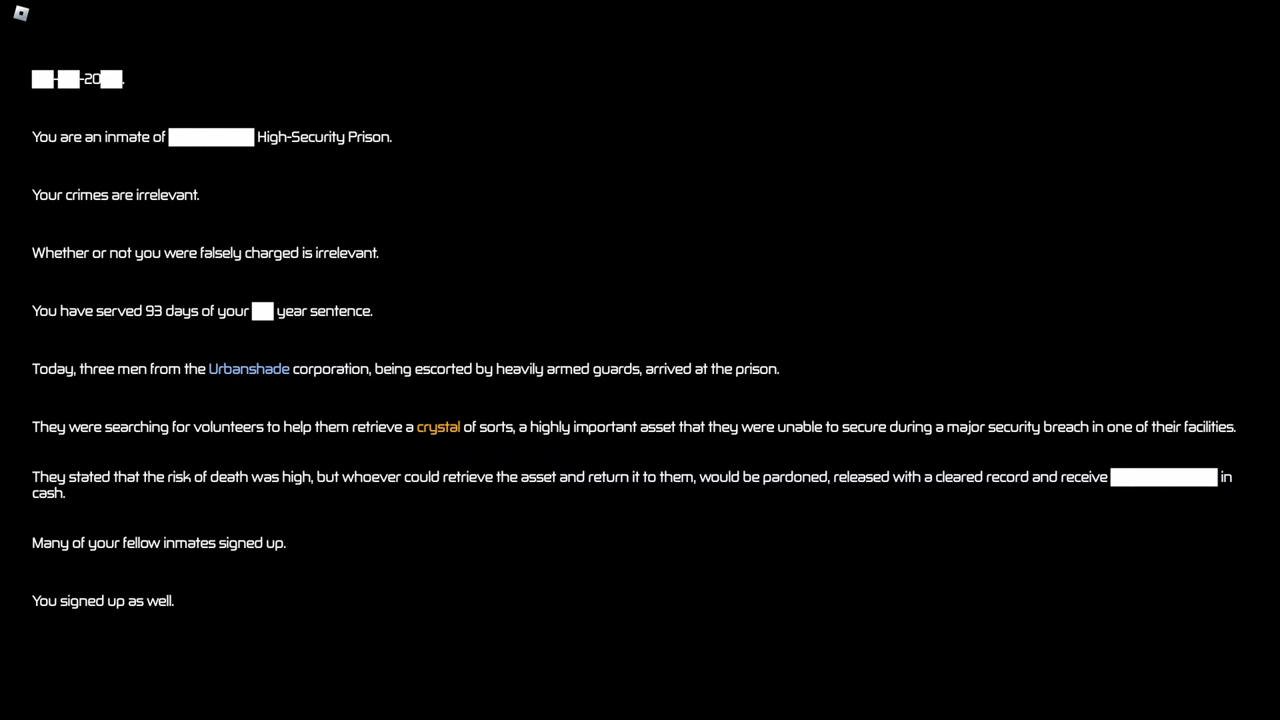 ██-██-20██.
You are an inmate of ████████ High-Security Prison.
Your crimes are irrelevant.
Whether or not you were falsely charged is irrelevant.
You have served 93 days of your ██ year sentence.
Today, three men from the Urbanshade corporation, being escorted by heavily armed guards, arrived at the prison.
They were searching for volunteers to help them retrieve a crystal of sorts, a highly important asset that they were unable to secure during a major security breach in one of their facilities.
They stated that the risk of death was high, but whoever could retrieve the asset and return it to them, would be pardoned, released with a cleared record and receive ██████████ in
cash.
Many of your fellow inmates signed up.
You signed up as well.